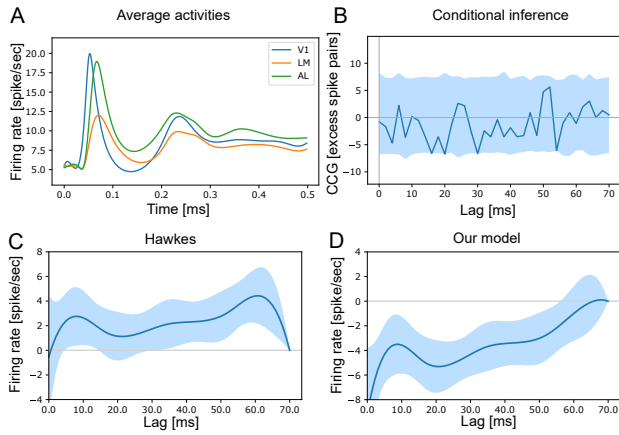 A
Average activities
Firing rate [spike/sec]
20.0
17.5
15.0
12.5
10.0
7.5
5.0
V1
LM
AL
0.0
0.1
0.2
0.3
0.4
0.5
Time [ms]
B
Conditional inference
CCG [excess spike pairs]
10
5
0
−5
−10
0
10
20
30
40
50
60
70
Lag [ms]
C
Hawkes
Firing rate [spike/sec]
8
6
4
2
0
−2
−4
0.0
10.0
20.0
30.0
40.0
50.0
60.0
70.0
Lag [ms]
D
Our model
Firing rate [spike/sec]
4
2
0
−2
−4
−6
−8
0.0
10.0
20.0
30.0
40.0
50.0
60.0
70.0
Lag [ms]